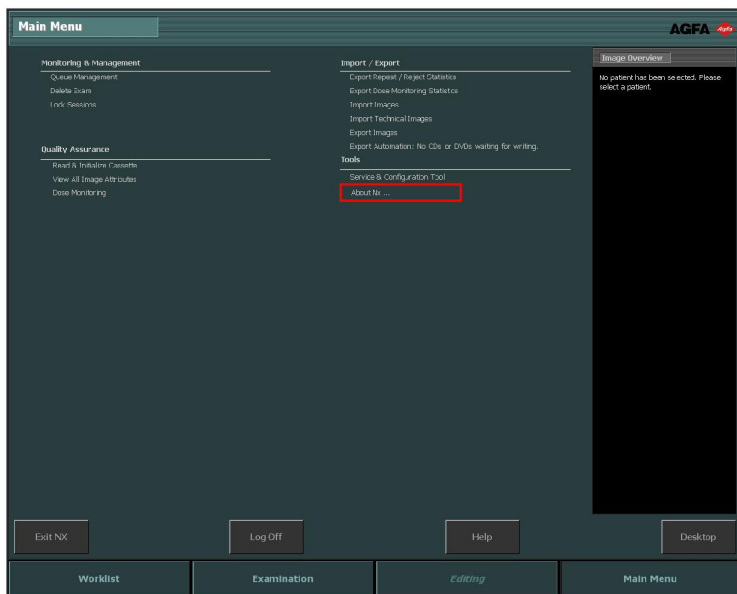 Main Menu
AGFA
Agfa
Monitoring & Management
Queue Management
Delete Exam
Lock Sessions
Quality Assurance
Read & Initialize Cassette
View All Image Attributes
Dose Monitoring
Import / Export
Export Repeat / Reject Statistics
Export Dose Monitoring Statistics
Import Images
Import Technical Images
Export Images
Export Automation: No CDs or DVDs waiting for writing.
Tools
Service & Configuration Tool
About Nx ...
Image Overview
No patient has been selected. Please
select a patient.
Exit NX
Log Off
Help
Desktop
Worklist
Examination
Editing
Main Menu